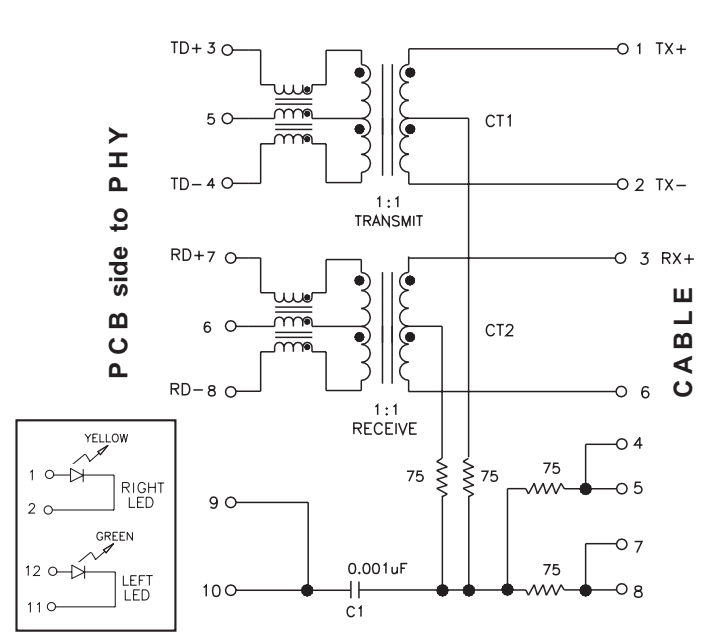 TD+ 3
1 TX+
5
CT1
TD- 4
2 TX-
1:1
TRANSMIT
PCB side to PHY
RD+7
3 RX+
6
CT2
RD-8
6
1:1
RECEIVE
CABLE
YELLOW
1
RIGHT
LED
2
GREEN
12
LEFT
LED
11
75
75
75
4
5
9
7
0.001uF
75
10
8
C1